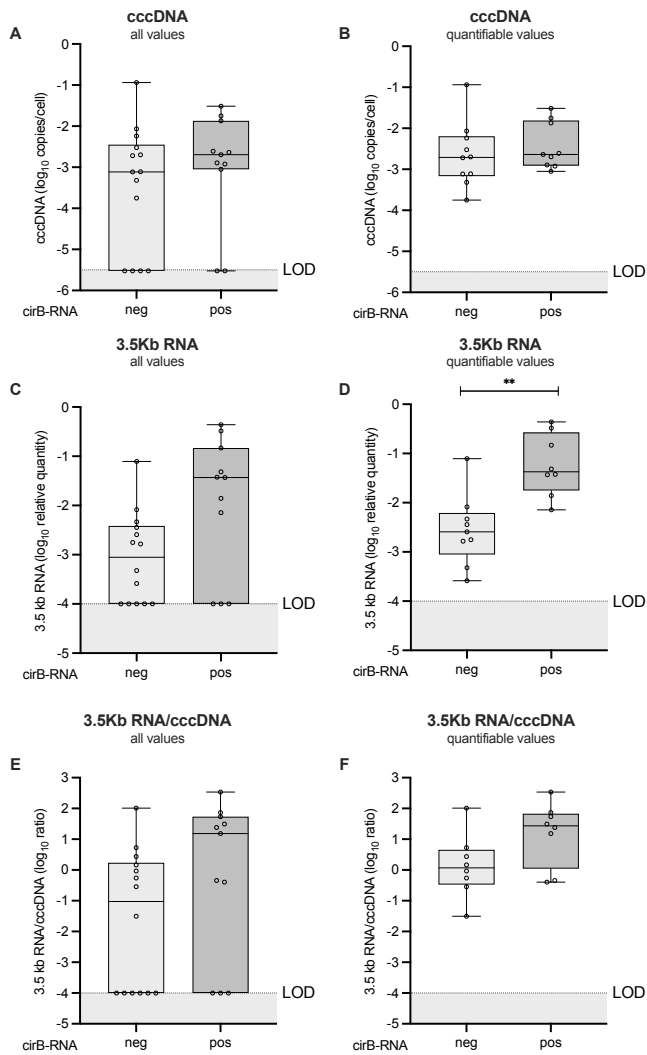 cccDNA
all values
A
cccDNA (log10 copies/cell)
0
-1
-2
-3
-4
-5
-6
LOD
cirB-RNA
neg
pos
cccDNA
quantifiable values
B
cccDNA (log10 copies/cell)
0
-1
-2
-3
-4
-5
-6
LOD
cirB-RNA
neg
pos
3.5Kb RNA
all values
C
3.5 kb RNA (log10 relative quantity)
0
-1
-2
-3
-4
-5
LOD
cirB-RNA
neg
pos
3.5Kb RNA
quantifiable values
D
**
3.5 kb RNA (log10 relative quantity)
0
-1
-2
-3
-4
-5
LOD
cirB-RNA
neg
pos
3.5Kb RNA/cccDNA
all values
E
3.5 kb RNA/cccDNA (log10 ratio)
3
2
1
0
-1
-2
-3
-4
-5
LOD
cirB-RNA
neg
pos
3.5Kb RNA/cccDNA
quantifiable values
F
3.5 kb RNA/cccDNA (log10 ratio)
3
2
1
0
-1
-2
-3
-4
-5
LOD
cirB-RNA
neg
pos